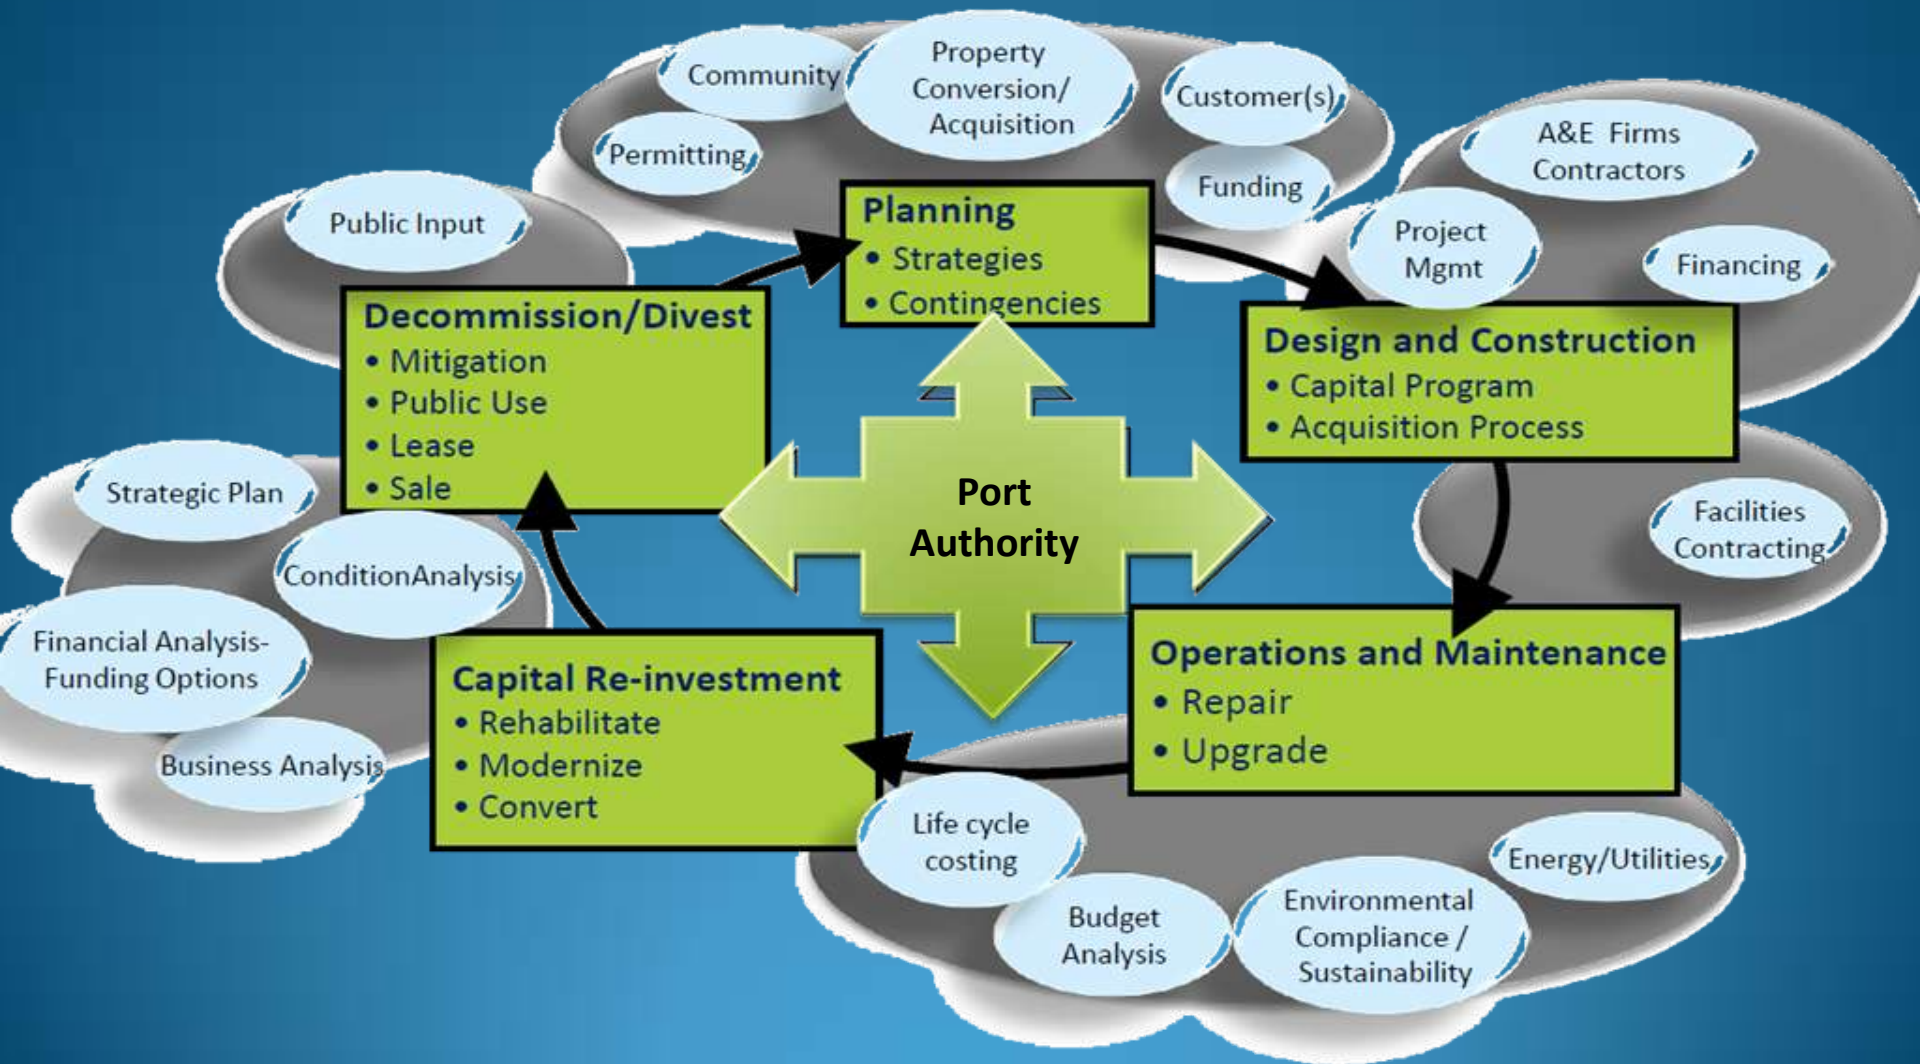 Community
Property
Conversion/
Acquisition
Customer(s)
Permitting
Funding
A&E Firms
Contractors
Project
Mgmt
Financing
Public Input
Planning
• Strategies
• Contingencies
Decommission/Divest
• Mitigation
• Public Use
• Lease
• Sale
Design and Construction
• Capital Program
• Acquisition Process
Strategic Plan
ConditionAnalysis
Financial Analysis-
Funding Options
Business Analysis
Port
Authority
Facilities
Contracting
Capital Re-investment
• Rehabilitate
• Modernize
• Convert
Operations and Maintenance
• Repair
• Upgrade
Life cycle
costing
Budget
Analysis
Environmental
Compliance /
Sustainability
Energy/Utilities